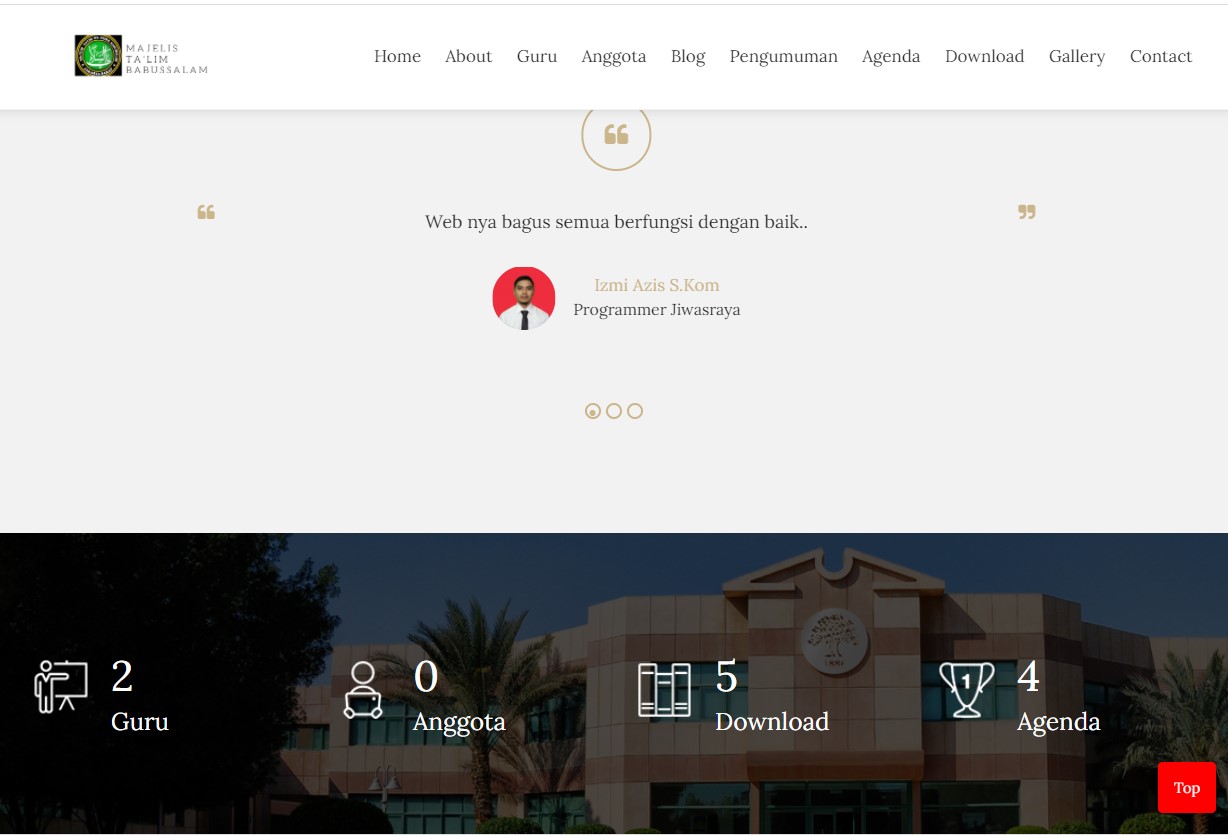 MAJELIS
TA'LIM
BABUSSALAM
Home About Guru Anggota Blog Pengumuman Agenda Download Gallery Contact
Web nya bagus semua berfungsi dengan baik..
Izmi Azis S.Kom
Programmer Jiwasraya
2
Guru
0
Anggota
5
Download
1
4
Agenda
Top